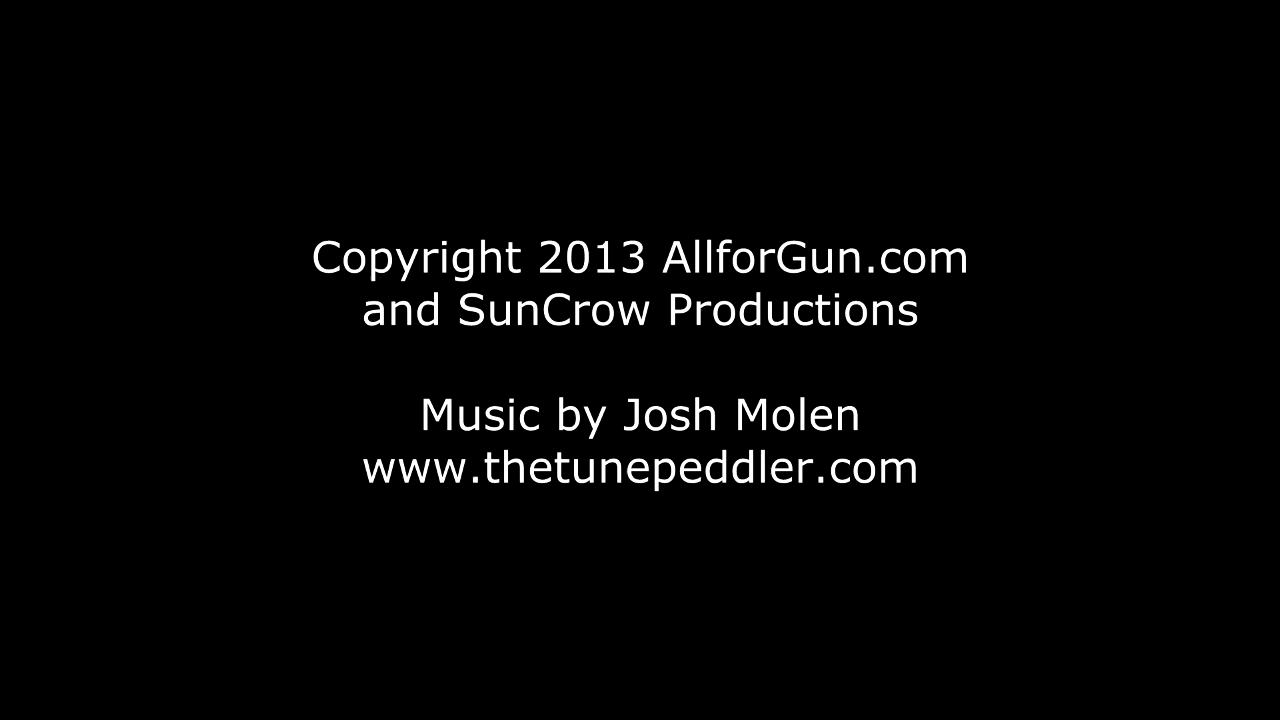 Copyright 2013 AllforGun.com
and SunCrow Productions
Music by Josh Molen
www.thetunepeddler.com